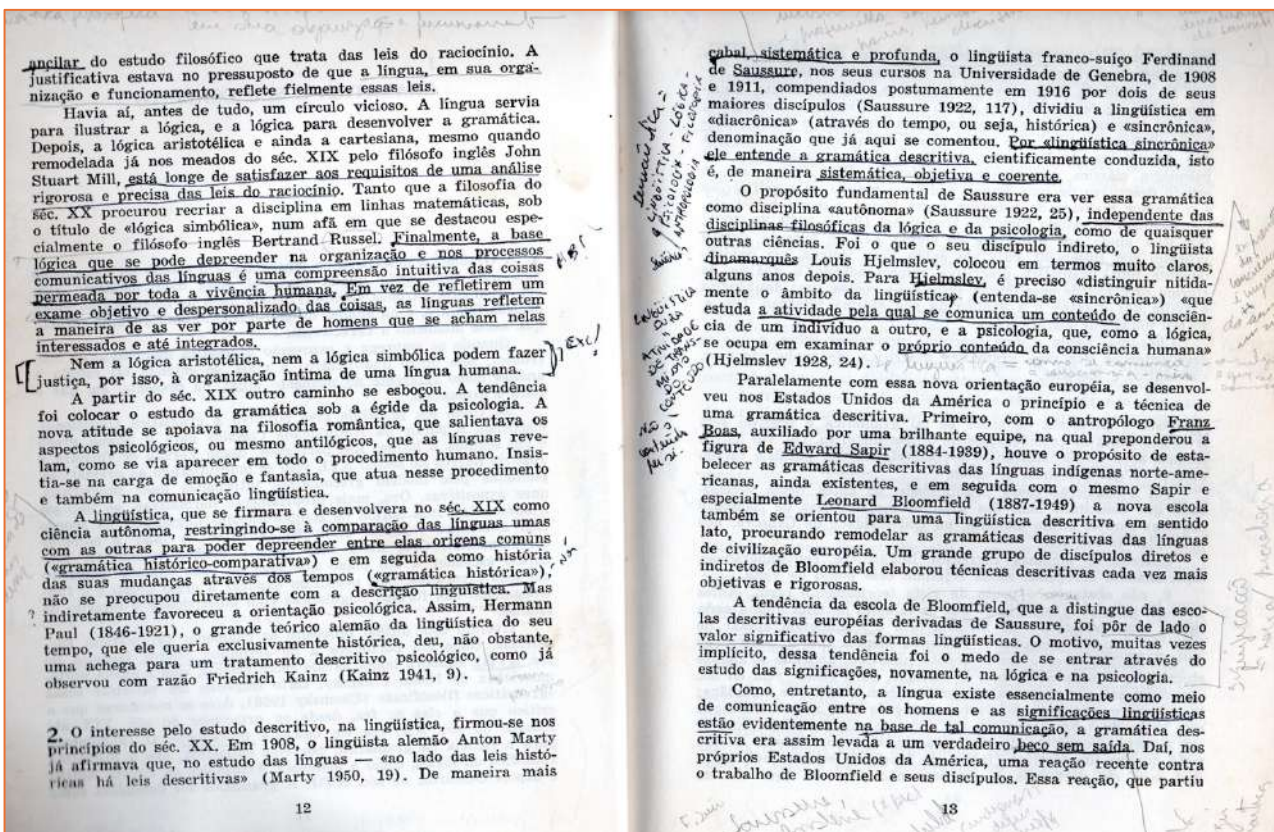 em sua organização e funcionament
ancilar do estudo filosófico que trata das leis do raciocínio. A
justificativa estava no pressuposto de que a língua, em sua orga-
nização e funcionamento, reflete fielmente essas leis.
Havia aí, antes de tudo, um círculo vicioso. A língua servia
para ilustrar a lógica, e a lógica para desenvolver a gramática.
Depois, a lógica aristotélica e ainda a cartesiana, mesmo quando
remodelada já nos meados do séc. XIX pelo filósofo inglês John
Stuart Mill, está longe de satisfazer aos requisitos de uma análise
rigorosa e precisa das leis do raciocínio. Tanto que a filosofia do
séc. XX procurou recriar a disciplina em linhas matemáticas, sob
o título de «lógica simbólica», num afã em que se destacou espe-
cialmente o filósofo inglês Bertrand Russel. Finalmente, a base
lógica que se pode depreender na organização e nos processos
comunicativos das línguas é uma compreensão intuitiva das coisas
permeada por toda a vivência humana. Em vez de refletirem um
exame objetivo e despersonalizado das coisas, as línguas refletem
a maneira de as ver por parte de homens que se acham nelas
interessados e até integrados.
Nem a lógica aristotélica, nem a lógica simbólica podem fazer
justiça, por isso, à organização íntima de uma língua humana.
Exc!
A partir do séc. XIX outro caminho se esboçou. A tendência
foi colocar o estudo da gramática sob a égide da psicologia. A
nova atitude se apoiava na filosofia romântica, que salientava os
aspectos psicológicos, ou mesmo antilógicos, que as línguas reve-
lam, como se via aparecer em todo o procedimento humano. Insis-
tia-se na carga de emoção e fantasia, que atua nesse procedimento
e também na comunicação lingüística.
A lingüística, que se firmara e desenvolvera no séc. XIX como
ciência autônoma, restringindo-se à comparação das línguas umas
com as outras para poder depreender entre elas origens comuns
(«gramática histórico-comparativa») e em seguida como história
das suas mudanças através dos tempos («gramática histórica»),
não se preocupou diretamente com a descrição lingüística. Mas
? indiretamente favoreceu a orientação psicológica. Assim, Hermann
Paul (1846-1921), o grande teórico alemão da lingüística do seu
tempo, que ele queria exclusivamente histórica, deu, não obstante,
uma achega para um tratamento descritivo psicológico, como já
observou com razão Friedrich Kainz (Kainz 1941, 9).
2. O interesse pelo estudo descritivo, na lingüística, firmou-se nos
princípios do séc. XX. Em 1908, o lingüista alemão Anton Marty
já afirmava que, no estudo das línguas — «ao lado das leis histó-
ricas há leis descritivas» (Marty 1950, 19). De maneira mais
12
cabal, sistemática e profunda, o lingüista franco-suíço Ferdinand
de Saussure, nos seus cursos na Universidade de Genebra, de 1908
e 1911, compendiados postumamente em 1916 por dois de seus
maiores discípulos (Saussure 1922, 117), dividiu a lingüística em
«diacrônica» (através do tempo, ou seja, histórica) e «sincrônica»,
denominação que já aqui se comentou. Por «lingüística sincrônica»
ele entende a gramática descritiva, cientificamente conduzida, isto
é, de maneira sistemática, objetiva e coerente.
O propósito fundamental de Saussure era ver essa gramática
como disciplina «autônoma» (Saussure 1922, 25), independente das
disciplinas filosóficas da lógica e da psicologia, como de quaisquer
outras ciências. Foi o que o seu discípulo indireto, o lingüista
dinamarquês Louis Hjelmslev, colocou em termos muito claros,
alguns anos depois. Para Hjelmslev, é preciso «distinguir nitida-
mente o âmbito da lingüística» (entenda-se «sincrônica») «que
estuda a atividade pela qual se comunica um conteúdo de consciên-
cia de um indivíduo a outro, e a psicologia, que, como a lógica,
se ocupa em examinar o próprio conteúdo da consciência humana»
(Hjelmslev 1928, 24).
Paralelamente com essa nova orientação européia, se desenvol-
veu nos Estados Unidos da América o princípio e a técnica de
uma gramática descritiva. Primeiro, com o antropólogo Franz
Boas, auxiliado por uma brilhante equipe, na qual preponderou a
figura de Edward Sapir (1884-1939), houve o propósito de esta-
belecer as gramáticas descritivas das línguas indígenas norte-ame-
ricanas, ainda existentes, e em seguida com o mesmo Sapir e
especialmente Leonard Bloomfield (1887-1949) a nova escola
também se orientou para uma lingüística descritiva em sentido
lato, procurando remodelar as gramáticas descritivas das línguas
de civilização européia. Um grande grupo de discípulos diretos e
indiretos de Bloomfield elaborou técnicas descritivas cada vez mais
objetivas e rigorosas.
A tendência da escola de Bloomfield, que a distingue das esco-
las descritivas européias derivadas de Saussure, foi pôr de lado o
valor significativo das formas lingüísticas. O motivo, muitas vezes
implícito, dessa tendência foi o medo de se entrar através do
estudo das significações, novamente, na lógica e na psicologia.
Como, entretanto, a língua existe essencialmente como meio
de comunicação entre os homens e as significações lingüísticas
estão evidentemente na base de tal comunicação, a gramática des-
critiva era assim levada a um verdadeiro beco sem saída. Daí, nos
próprios Estados Unidos da América, uma reação recente contra
o trabalho de Bloomfield e seus discípulos. Essa reação, que partiu
13